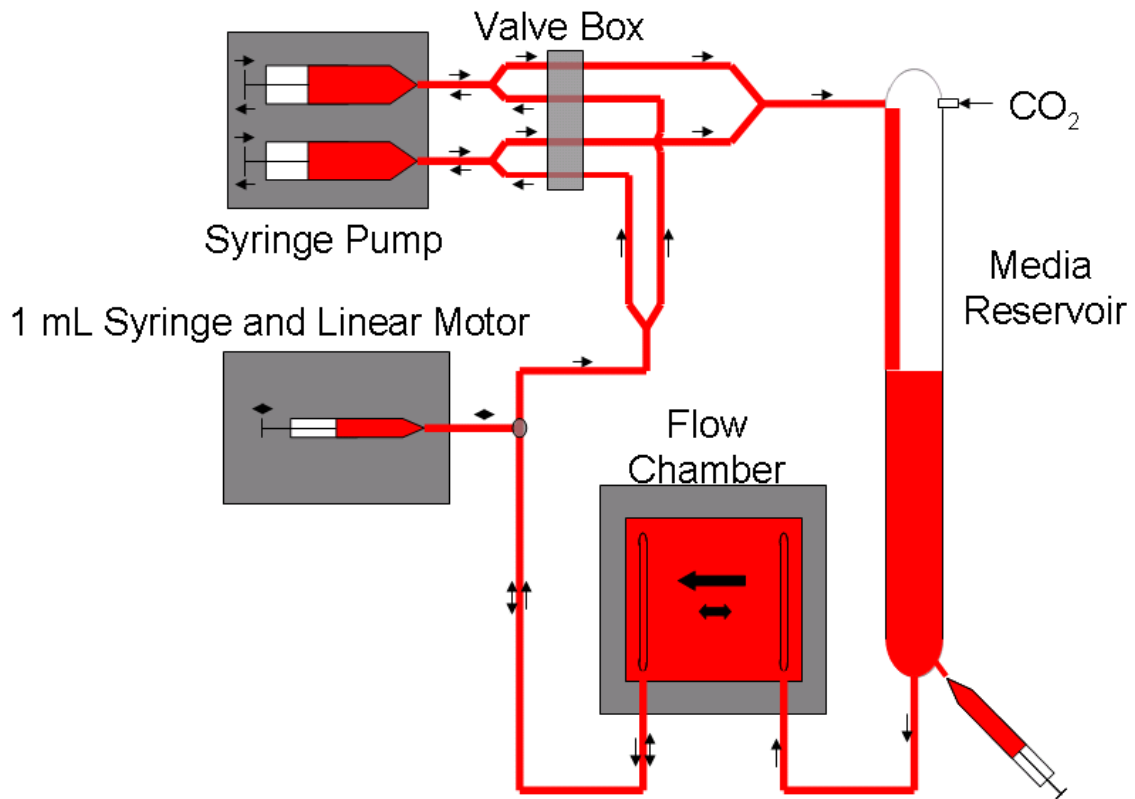 Valve Box
CO₂
Syringe Pump
Media
Reservoir
1 mL Syringe and Linear Motor
Flow
Chamber